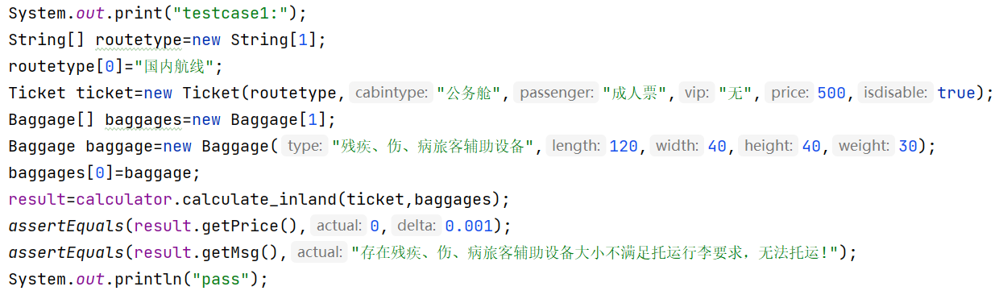 System.out.print("testcase1:");
String[] routetype=new String[1];
routetype[0]="国内航线";
Ticket ticket=new Ticket(routetype, cabintype: "公务舱", passenger: "成人票", vip: "无", price: 500, isdisable: true);
Baggage[] baggages=new Baggage[1];
Baggage baggage=new Baggage( type: "残疾、伤、病旅客辅助设备", length: 120, width: 40, height: 40, weight: 30);
baggages[0]=baggage;
result=calculator.calculate_inland(ticket,baggages);
assertEquals(result.getPrice(), actual: 0, delta: 0.001);
assertEquals(result.getMsg(), actual: "存在残疾、伤、病旅客辅助设备大小不满足托运行李要求，无法托运!");
System.out.println("pass");